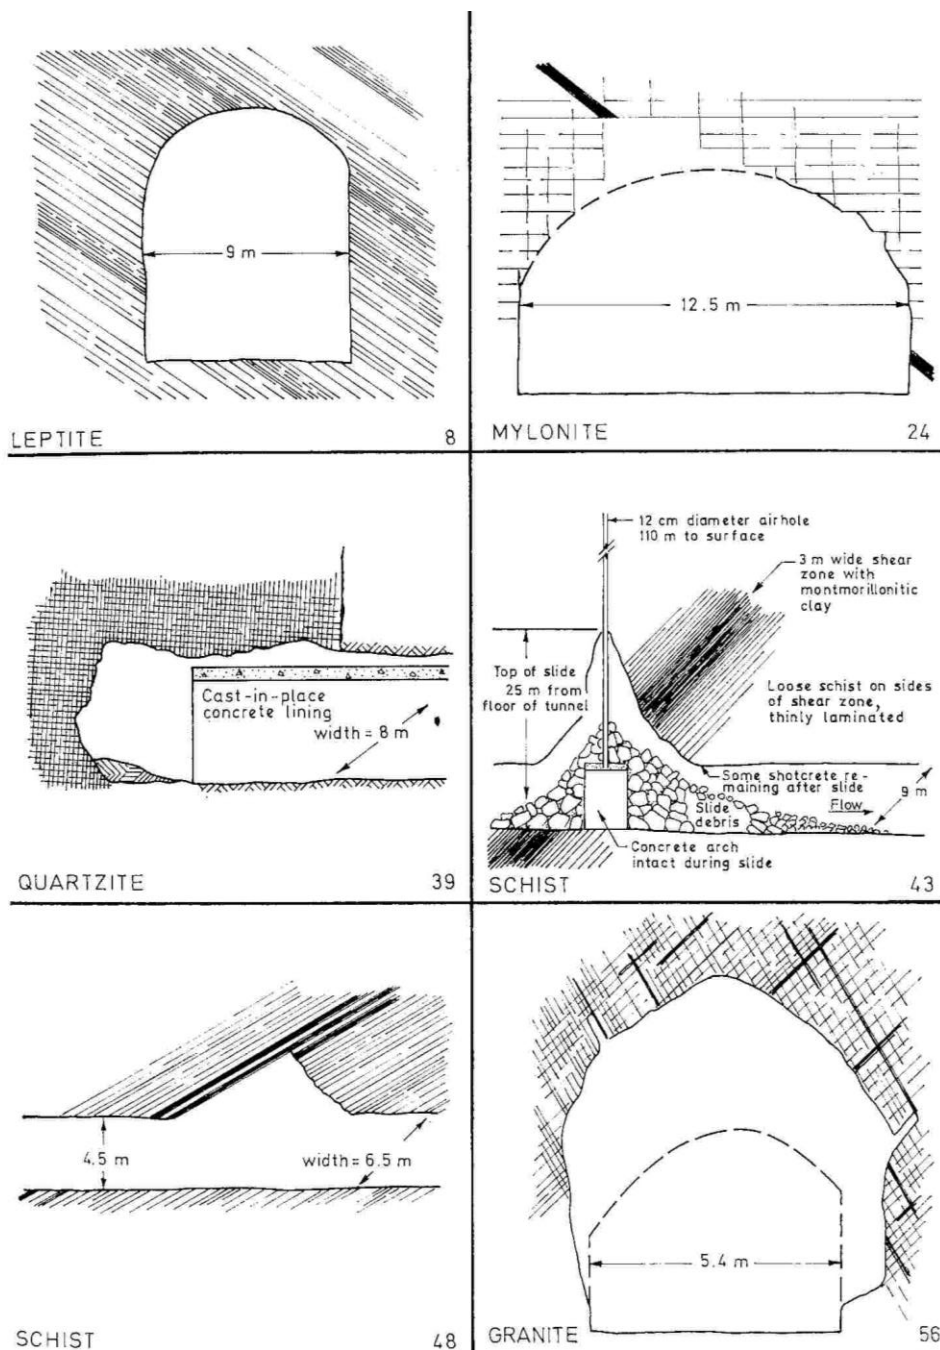 9 m
LEPTITE 8
12.5 m
MYLONITE 24
Cast-in-place
concrete lining
width = 8 m
QUARTZITE 39
12 cm diameter airhole
110 m to surface
3 m wide shear
zone with
montmorillonitic
clay
Top of slide
25 m from
floor of tunnel
Loose schist on sides
of shear zone,
thinly laminated
Some shotcrete re-
maining after slide
Flow
9 m
Slide
debris
Concrete arch
intact during slide
SCHIST 43
4.5 m
width = 6.5 m
SCHIST 48
5.4 m
GRANITE 56